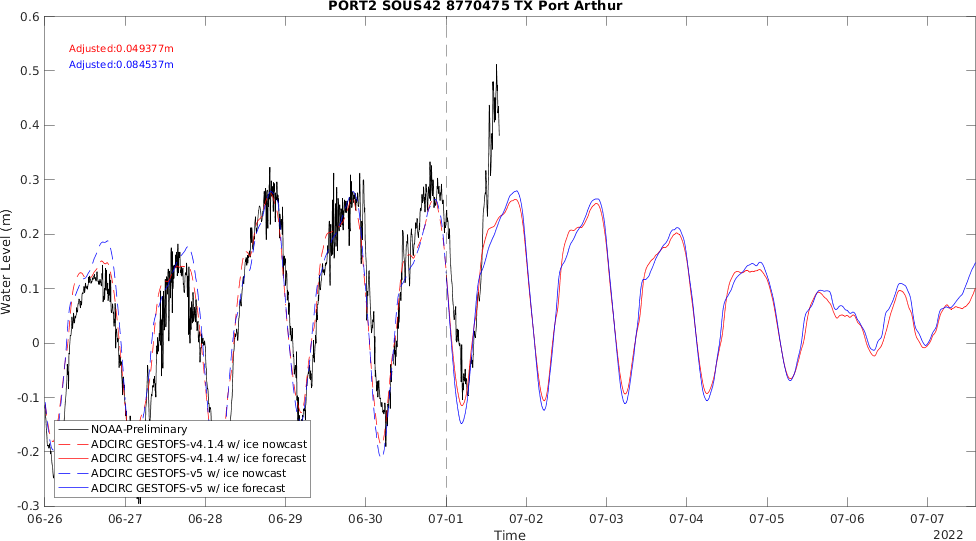 PORT2 SOUS42 8770475 TX Port Arthur
0.6
Adjusted:0.049377m
Adjusted:0.084537m
0.5
0.4
0.3
0.2
0.1
0
-0.1
-0.2
-0.3
Water Level (m)
NOAA-Preliminary
ADCIRC GESTOFS-v4.1.4 w/ ice nowcast
ADCIRC GESTOFS-v4.1.4 w/ ice forecast
ADCIRC GESTOFS-v5 w/ ice nowcast
ADCIRC GESTOFS-v5 w/ ice forecast
06-26 06-27 06-28 06-29 06-30 07-01 07-02 07-03 07-04 07-05 07-06 07-07
Time
2022